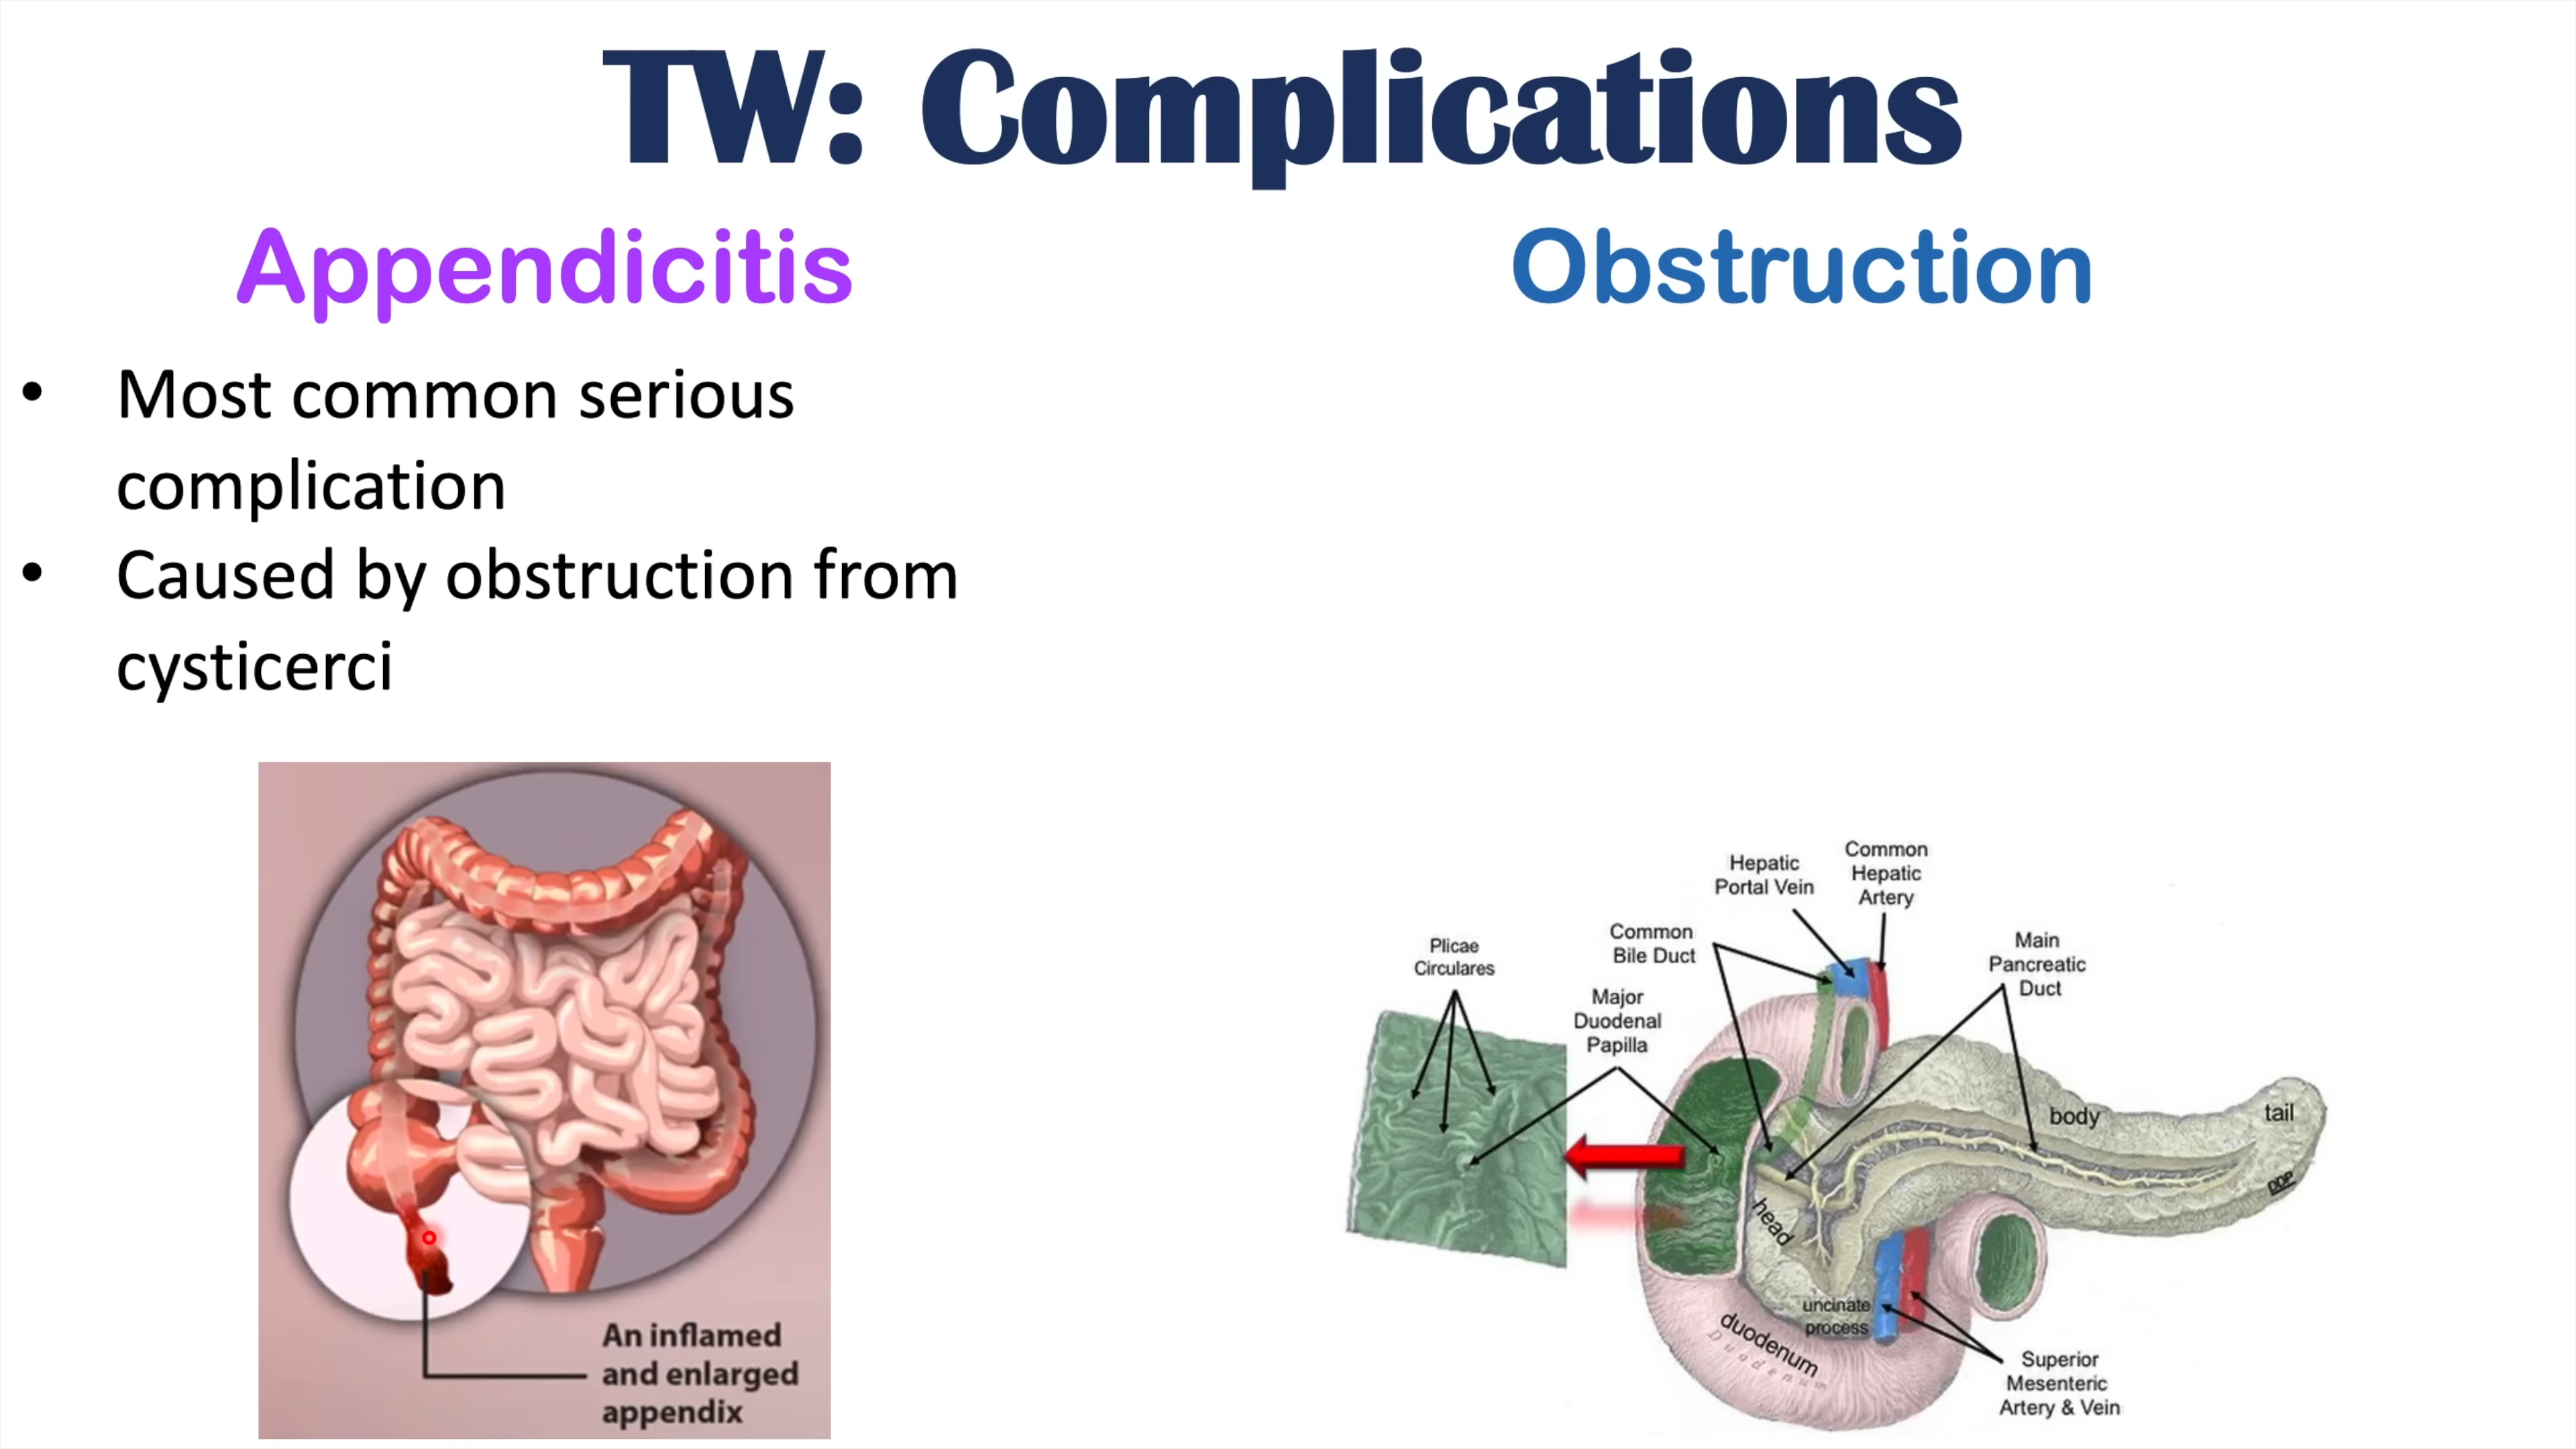 TW: Complications
Appendicitis
• Most common serious
complication
• Caused by obstruction from
cysticerci
An inflamed
and enlarged
appendix
Obstruction
Hepatic
Portal Vein
Common
Hepatic
Artery
Plicae
Circulares
Common
Bile Duct
Major
Duodenal
Papilla
Main
Pancreatic
Duct
body
tail
DDP
head
uncinate
process
duodenum
Duodenum
Superior
Mesenteric
Artery & Vein